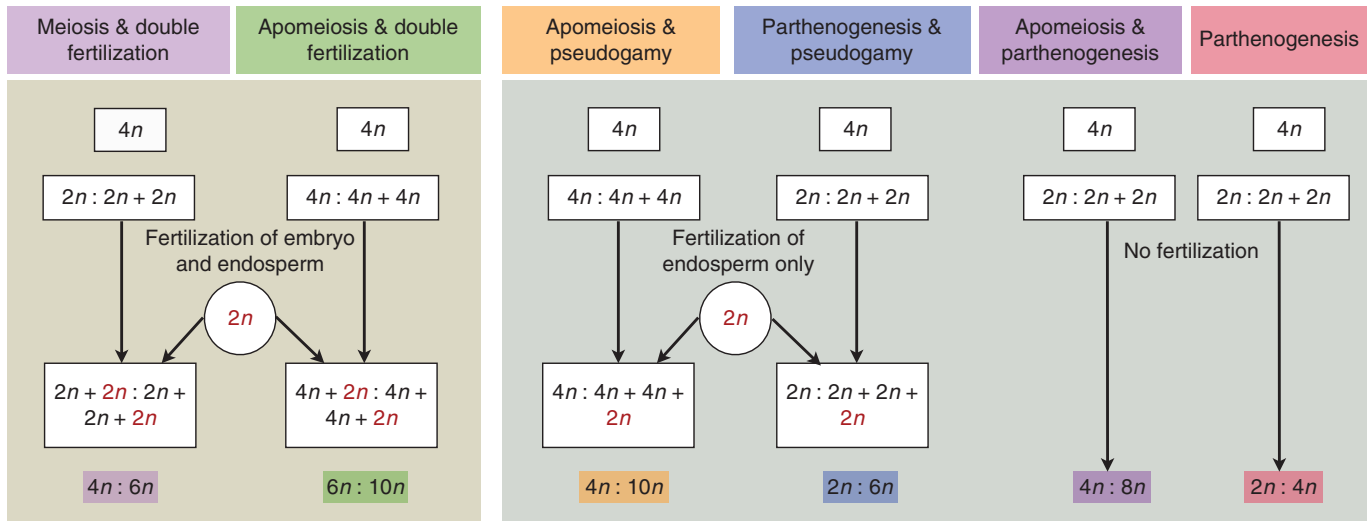 Meiosis & double
fertilization
Apomeiosis & double
fertilization
Apomeiosis &
pseudogamy
Parthenogenesis &
pseudogamy
Apomeiosis &
parthenogenesis
Parthenogenesis
4n
4n
4n
4n
4n
4n
2n : 2n + 2n
4n : 4n + 4n
4n : 4n + 4n
2n : 2n + 2n
2n : 2n + 2n
2n : 2n + 2n
Fertilization of embryo
and endosperm
Fertilization of
endosperm only
No fertilization
2n
2n
2n + 2n : 2n +
2n + 2n
4n + 2n : 4n +
4n + 2n
4n : 4n + 4n +
2n
2n : 2n + 2n +
2n
4n : 6n
6n : 10n
4n : 10n
2n : 6n
4n : 8n
2n : 4n